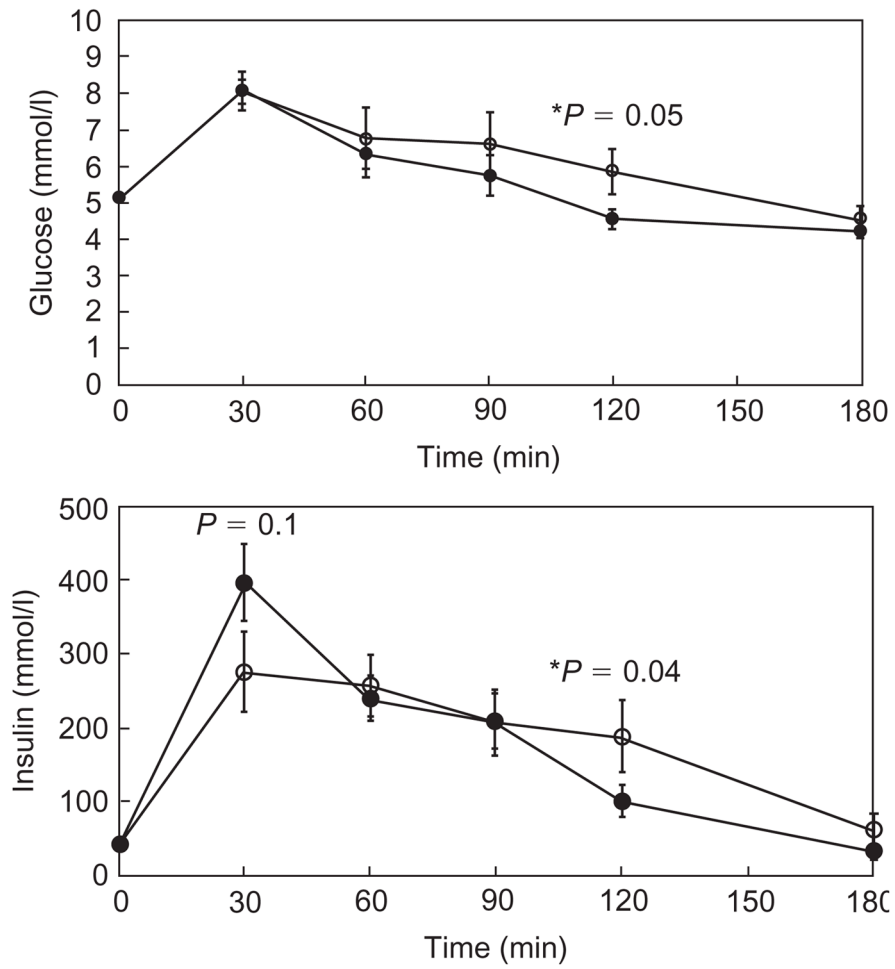 10
9
8
7
6
5
4
3
2
1
0
Glucose (mmol/l)
*P = 0.05
0 30 60 90 120 150 180
Time (min)
500
400
300
200
100
0
Insulin (mmol/l)
P = 0.1
*P = 0.04
0 30 60 90 120 150 180
Time (min)